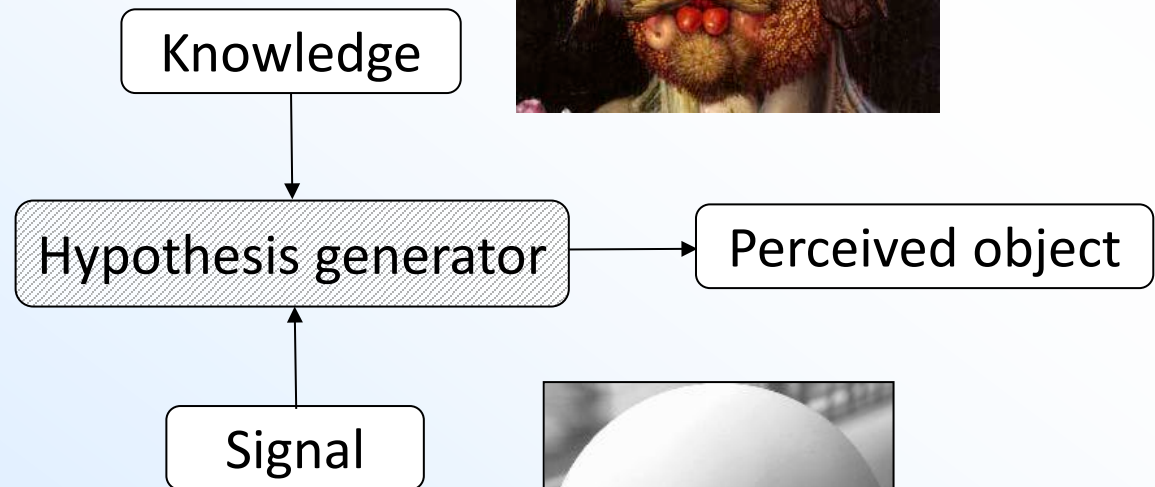 Knowledge
Hypothesis generator
Perceived object
Signal